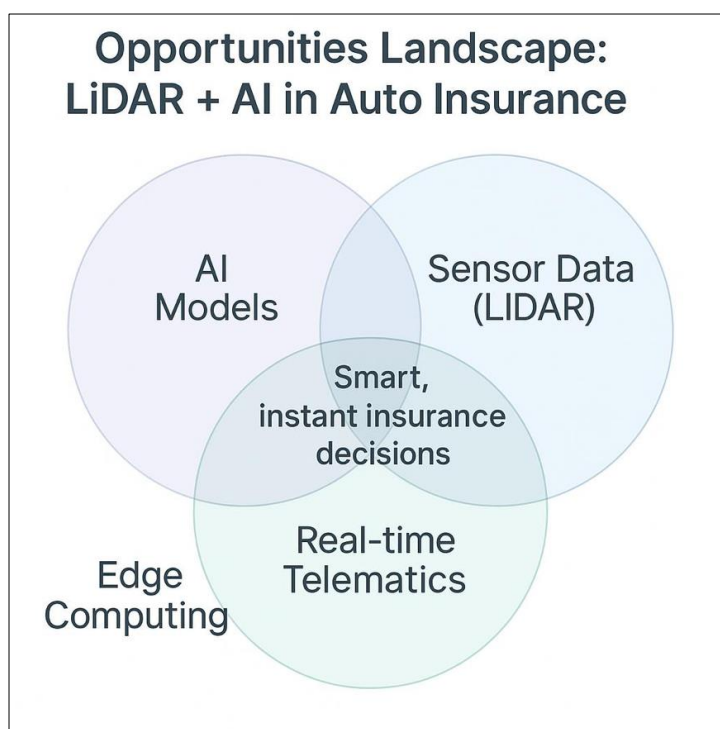 Opportunities Landscape:
LiDAR + AI in Auto Insurance
AI
Models
Sensor Data
(LIDAR)
Smart,
instant insurance
decisions
Real-time
Telematics
Edge
Computing